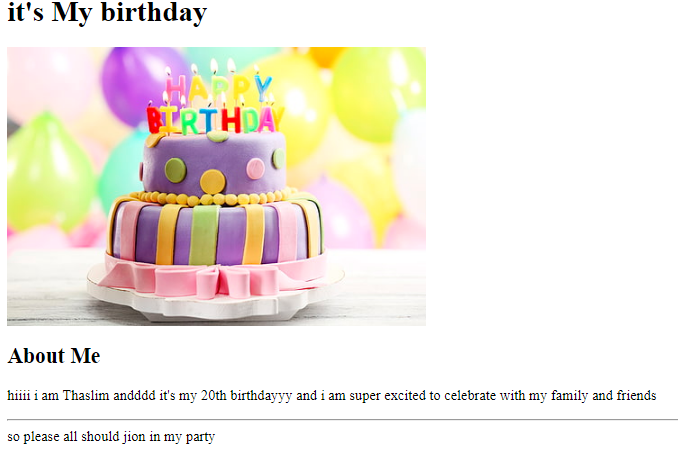 it's My birthday
HAPPY
BIRTHDAY
About Me
hiiii i am Thaslim andddd it's my 20th birthdayyy and i am super excited to celebrate with my family and friends
so please all should jion in my party